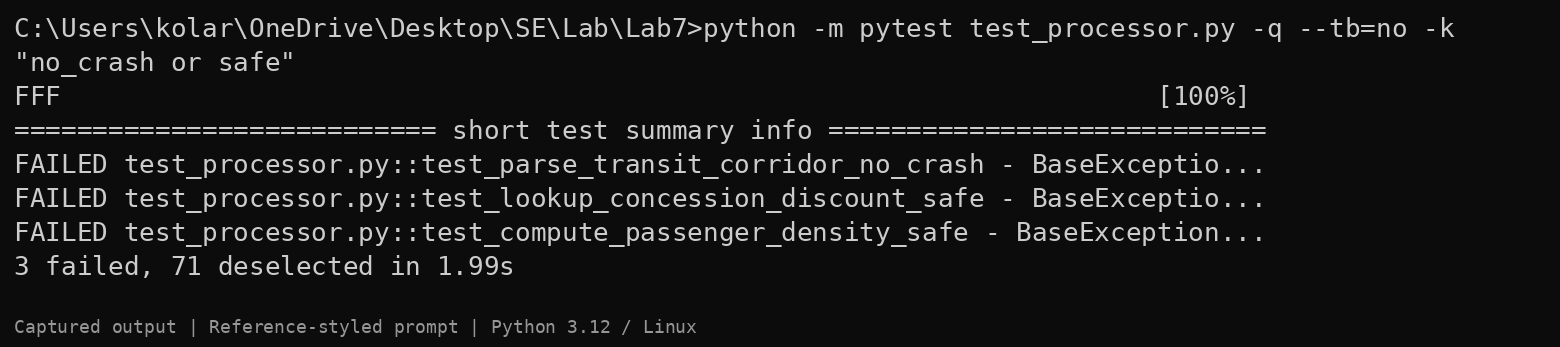 C:\Users\kolar\OneDrive\Desktop\SE\Lab\Lab7>python -m pytest test_processor.py -q --tb=no -k
"no_crash or safe"
FFF                                                                      [100%]
=========================== short test summary info ============================
FAILED test_processor.py::test_parse_transit_corridor_no_crash - BaseExceptio...
FAILED test_processor.py::test_lookup_concession_discount_safe - BaseExceptio...
FAILED test_processor.py::test_compute_passenger_density_safe - BaseException...
3 failed, 71 deselected in 1.99s
Captured output | Reference-styled prompt | Python 3.12 / Linux